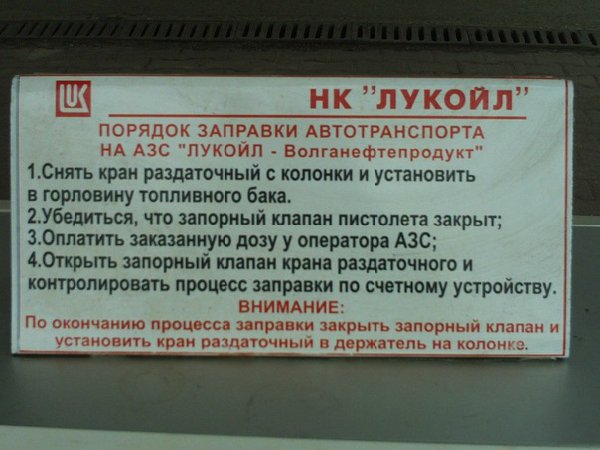 LUK
НК "ЛУКОЙЛ"
ПОРЯДОК ЗАПРАВКИ АВТОТРАНСПОРТА
НА АЗС "ЛУКОЙЛ - Волганефтепродукт"
1.Снять кран раздаточный с колонки и установить
в горловину топливного бака.
2.Убедиться, что запорный клапан пистолета закрыт;
3.Оплатить заказанную дозу у оператора АЗС;
4.Открыть запорный клапан крана раздаточного и
контролировать процесс заправки по счетному устройству.
ВНИМАНИЕ:
По окончанию процесса заправки закрыть запорный клапан и
установить кран раздаточный в держатель на колонке.